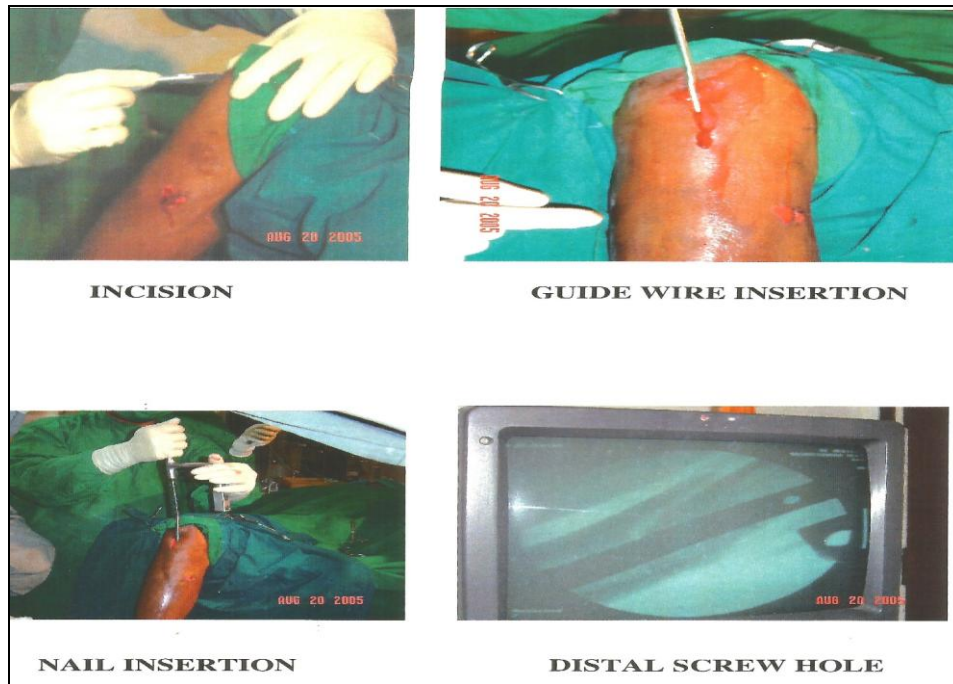 AUG 20 2005
AUG 20 2005
INCISION
GUIDE WIRE INSERTION
AUG 20 2005
AUG 20 2005
NAIL INSERTION
DISTAL SCREW HOLE